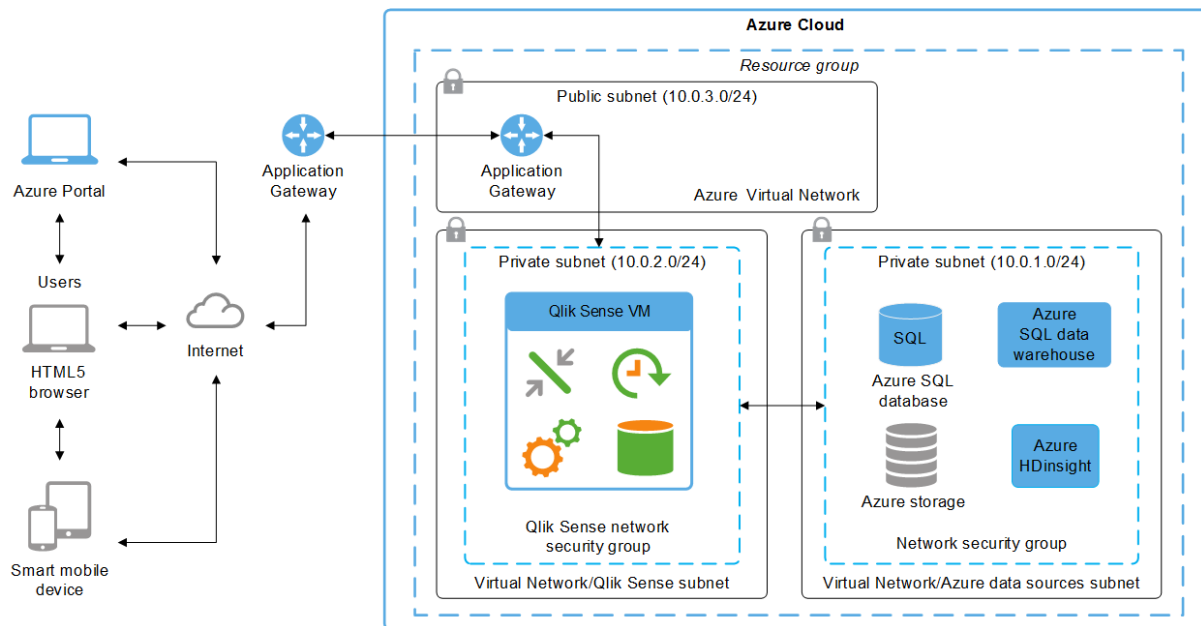 Azure Cloud
Resource group
Public subnet (10.0.3.0/24)
Application
Gateway
Azure Virtual Network
Application
Gateway
Azure Portal
Users
HTML5
browser
Internet
Smart mobile
device
Private subnet (10.0.2.0/24)
Qlik Sense VM
Qlik Sense network
security group
Virtual Network/Qlik Sense subnet
Private subnet (10.0.1.0/24)
SQL
Azure SQL
database
Azure
SQL data
warehouse
Azure storage
Azure
HDinsight
Network security group
Virtual Network/Azure data sources subnet